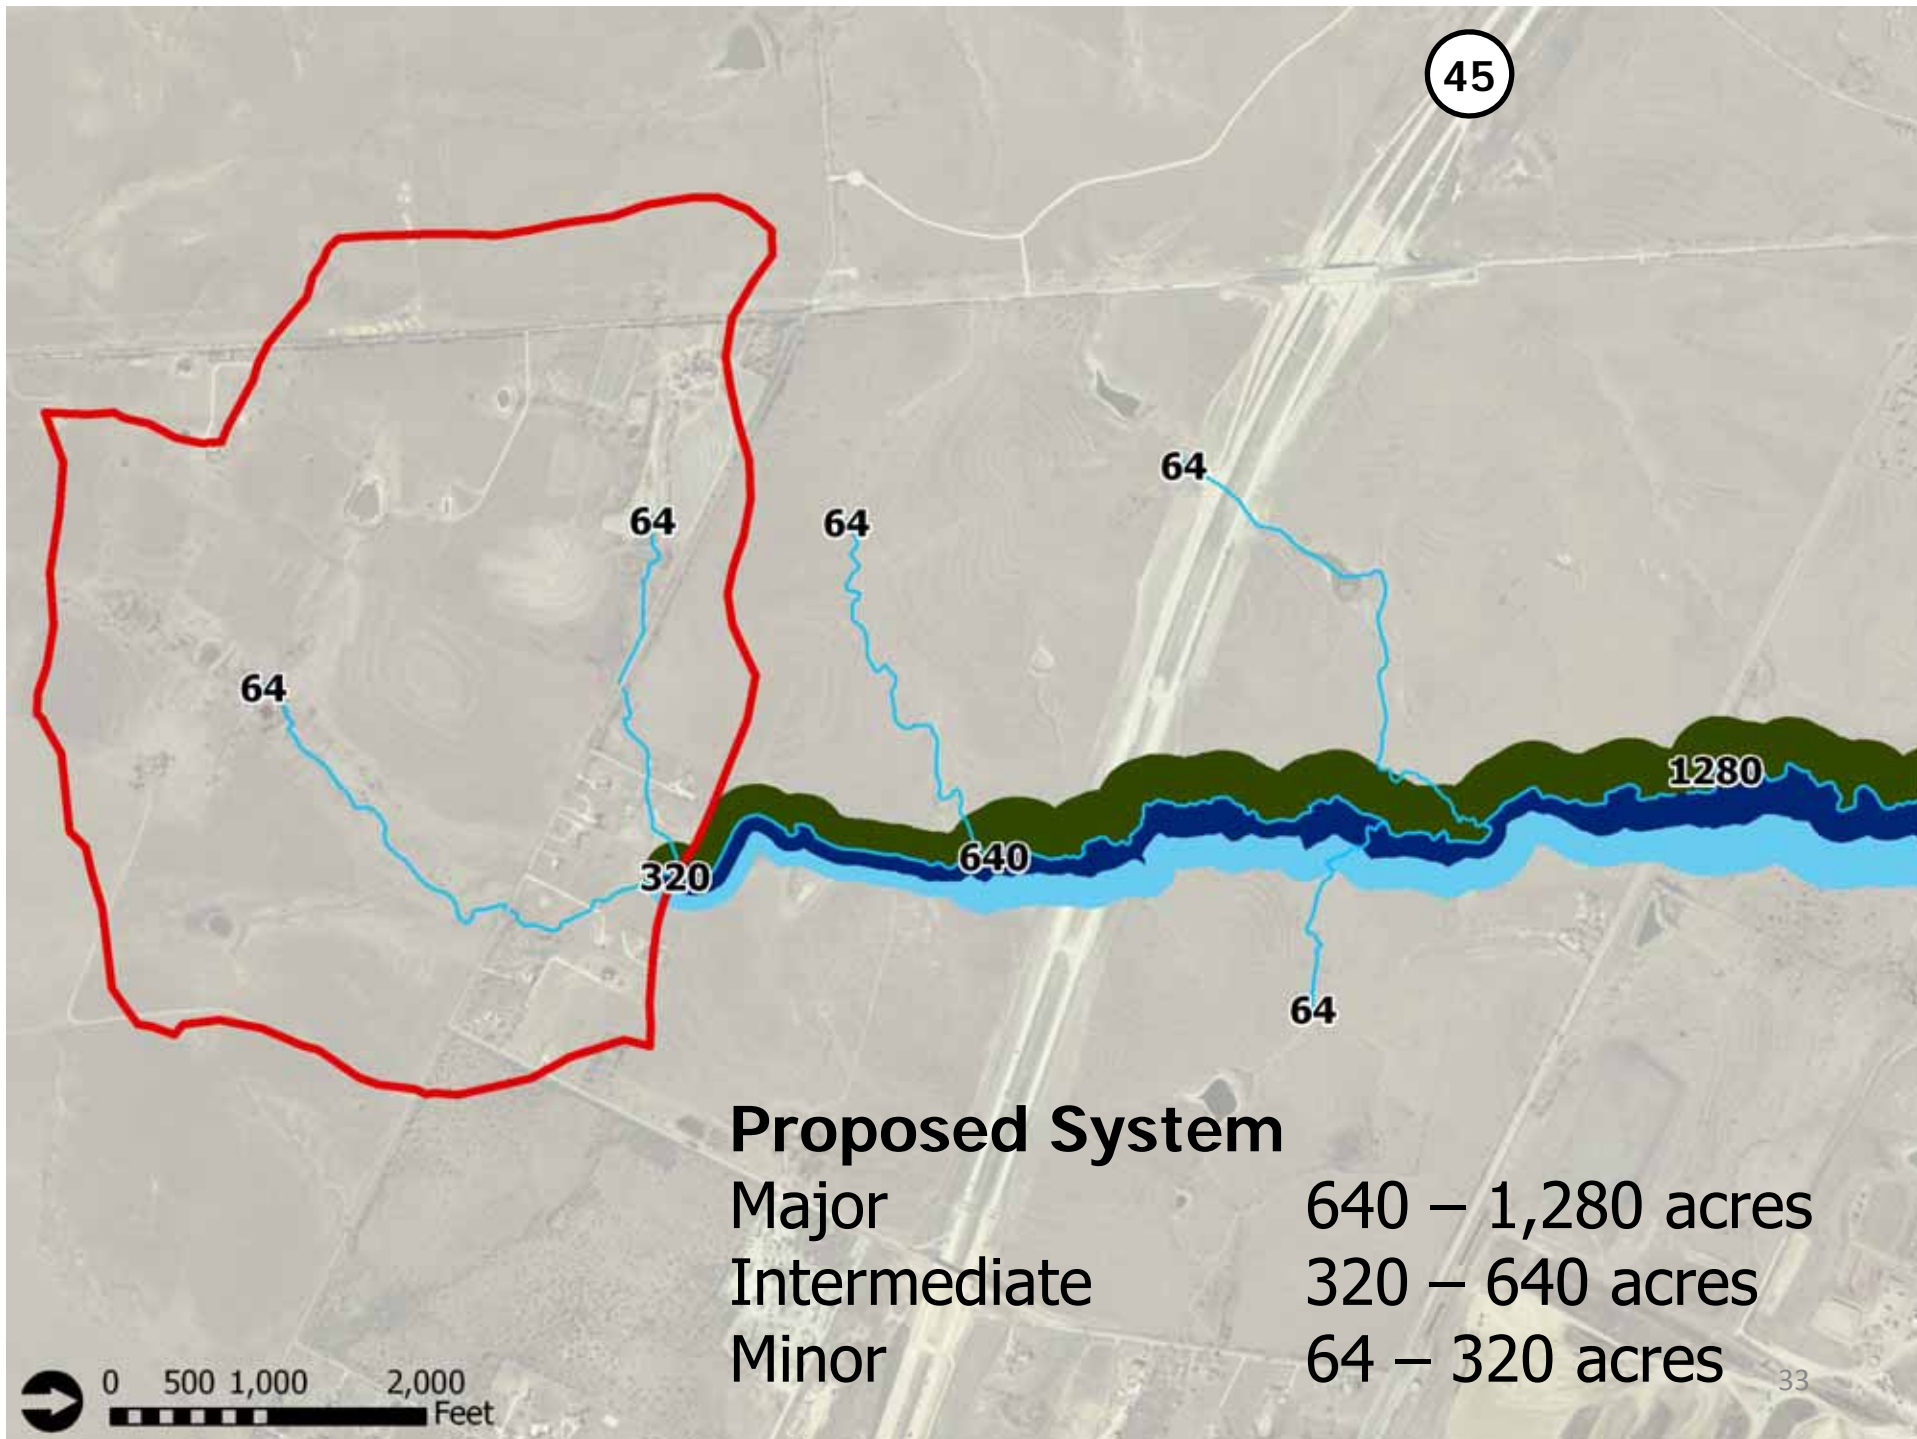 45
64
64
64
64
1280
640
320
64
Proposed System
Major 640 – 1,280 acres
Intermediate 320 – 640 acres
Minor 64 – 320 acres
33
0 500 1,000 2,000
Feet